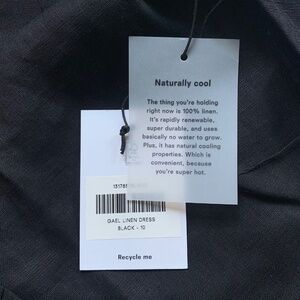 Naturally cool
The thing you're holding
right now is 100% linen.
It's rapidly renewable,
super durable, and uses
basically no water to grow.
Plus, it has natural cooling
properties. Which is
convenient, because
you're super hot.
GAEL LINEN DRESS
BLACK - 10
Recycle me